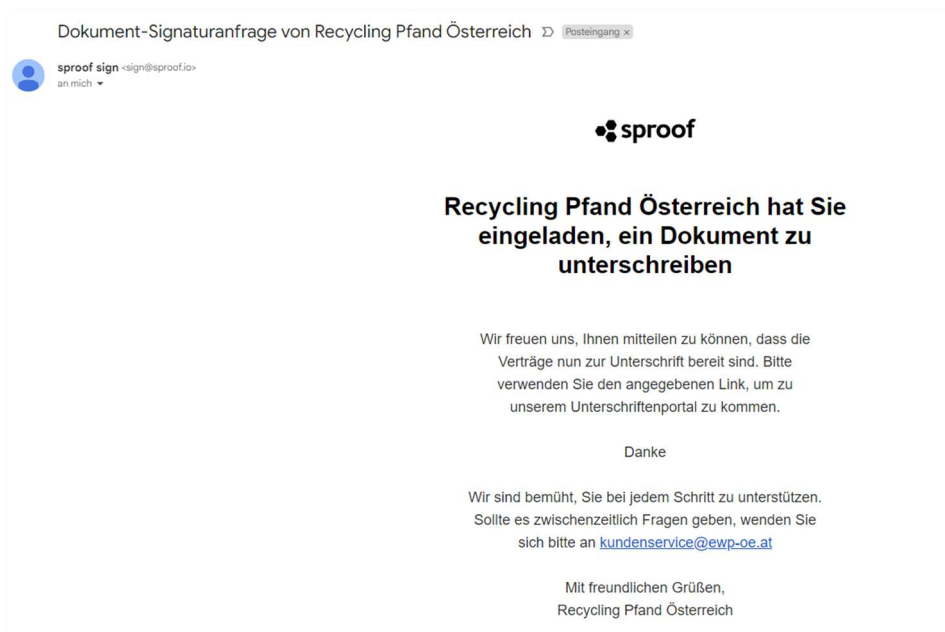 Dokument-Signaturanfrage von Recycling Pfand Österreich Posteingang ×
sproof sign <sign@sproof.io>
an mich
sproof
Recycling Pfand Österreich hat Sie
eingeladen, ein Dokument zu
unterschreiben
Wir freuen uns, Ihnen mitteilen zu können, dass die
Verträge nun zur Unterschrift bereit sind. Bitte
verwenden Sie den angegebenen Link, um zu
unserem Unterschriftenportal zu kommen.
Danke
Wir sind bemüht, Sie bei jedem Schritt zu unterstützen.
Sollte es zwischenzeitlich Fragen geben, wenden Sie
sich bitte an kundenservice@ewp-oe.at
Mit freundlichen Grüßen,
Recycling Pfand Österreich